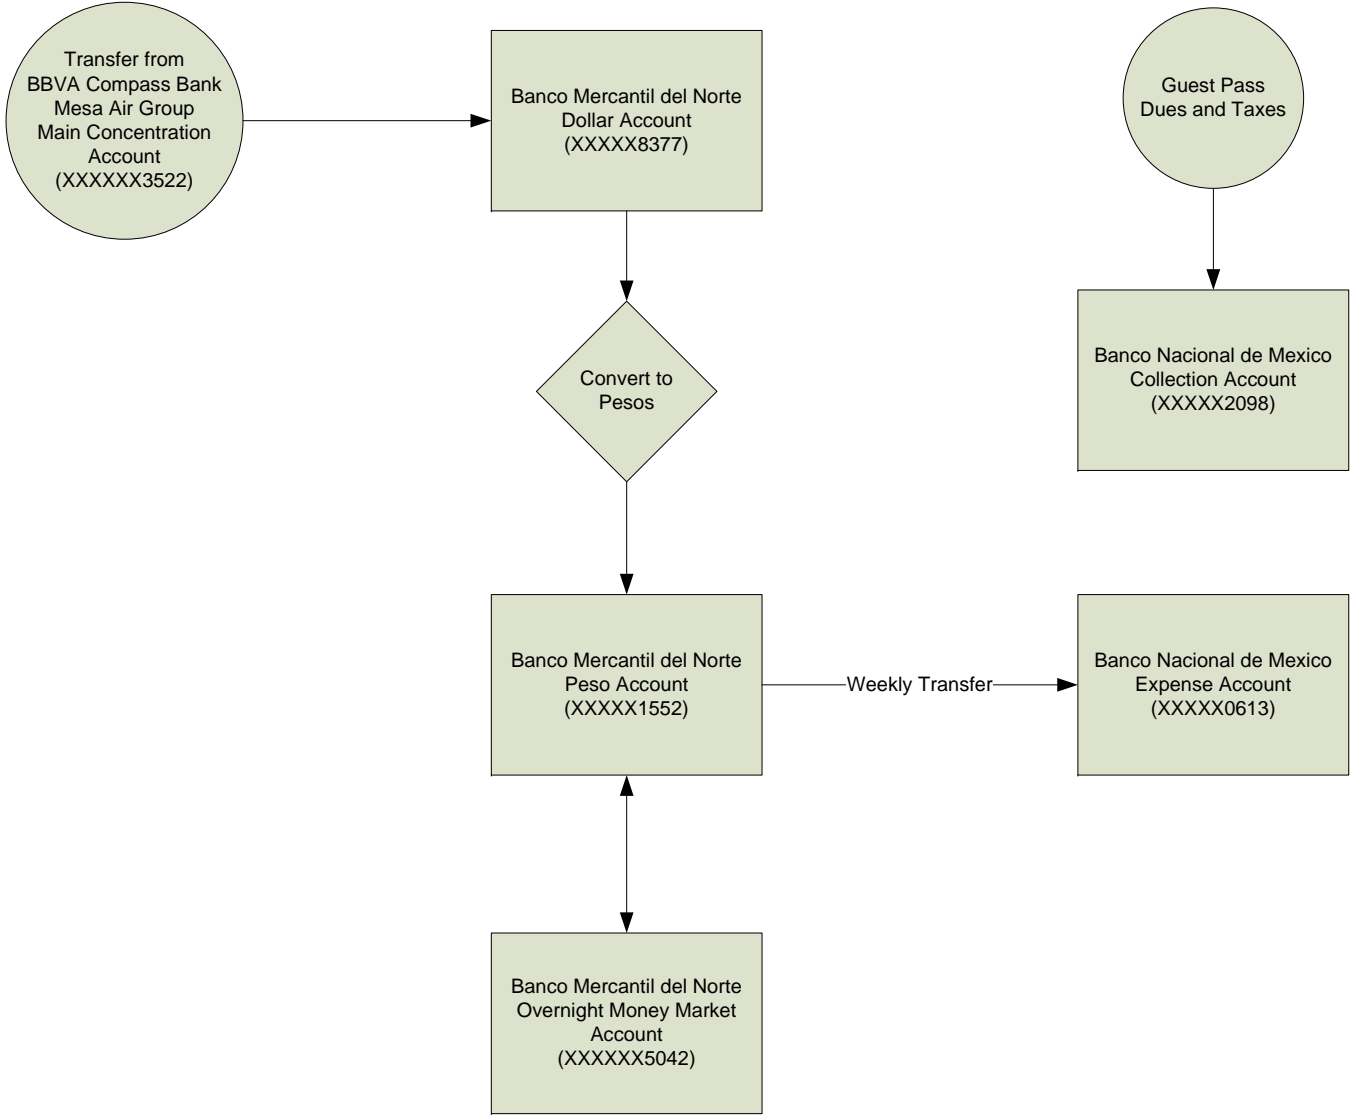 Transfer from
BBVA Compass Bank
Mesa Air Group
Main Concentration
Account
(XXXXXX3522)
Banco Mercantil del Norte
Dollar Account
(XXXXX8377)
Guest Pass
Dues and Taxes
Convert to
Pesos
Banco Nacional de Mexico
Collection Account
(XXXXX2098)
Banco Mercantil del Norte
Peso Account
(XXXXX1552)
Weekly Transfer
Banco Nacional de Mexico
Expense Account
(XXXXX0613)
Banco Mercantil del Norte
Overnight Money Market
Account
(XXXXXX5042)